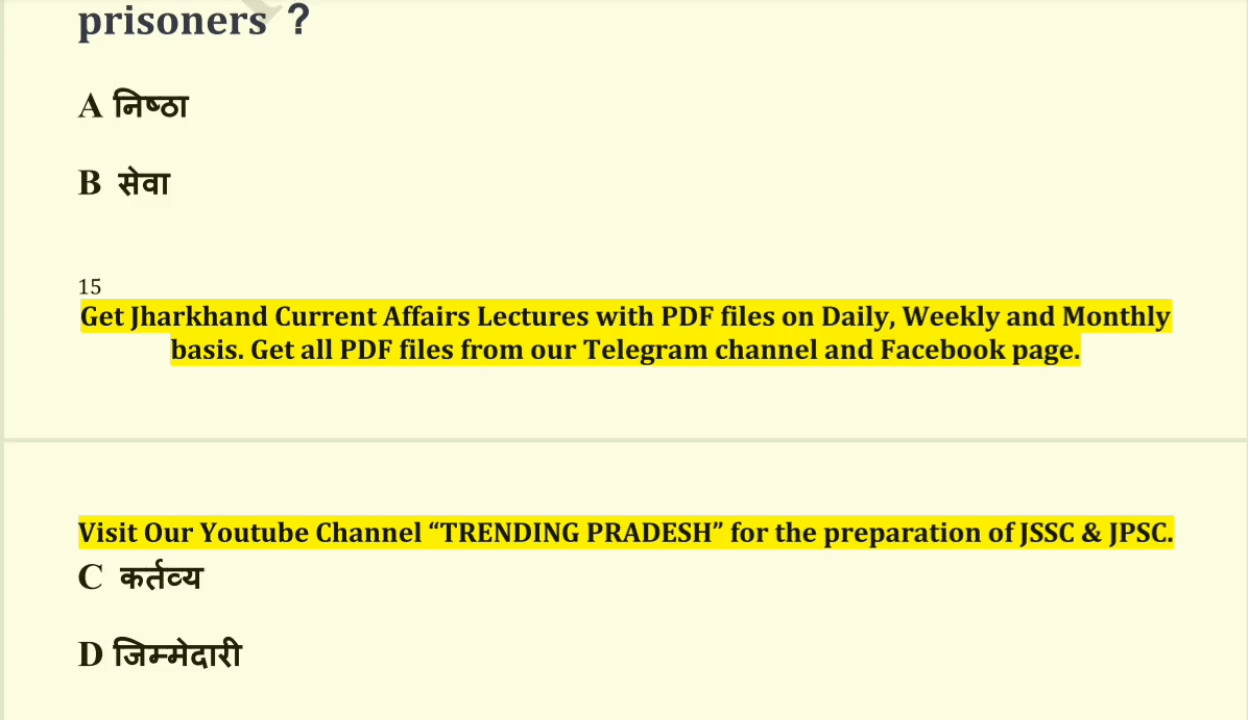 prisoners ?
A निष्ठा
B सेवा
15
Get Jharkhand Current Affairs Lectures with PDF files on Daily, Weekly and Monthly
basis. Get all PDF files from our Telegram channel and Facebook page.
Visit Our Youtube Channel “TRENDING PRADESH” for the preparation of JSSC & JPSC.
C कर्तव्य
D जिम्मेदारी